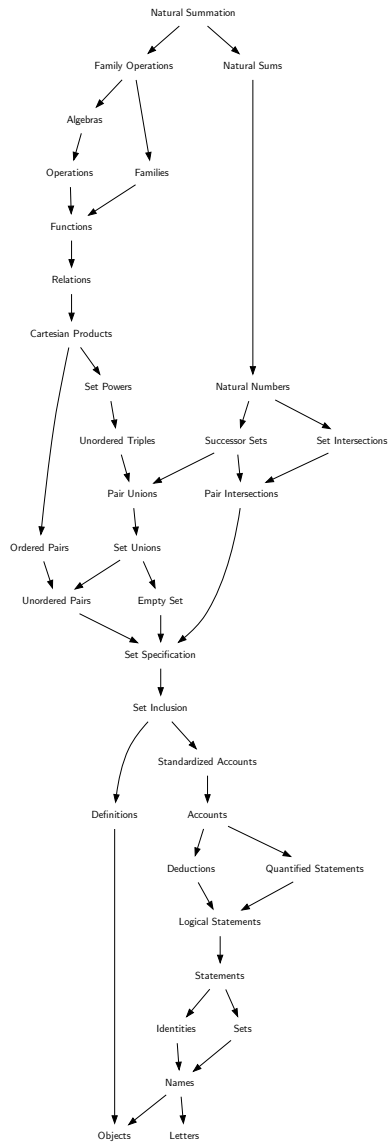 Natural Summation
Family Operations
Natural Sums
Algebras
Operations
Families
Functions
Relations
Cartesian Products
Set Powers
Natural Numbers
Unordered Triples
Successor Sets
Set Intersections
Pair Unions
Pair Intersections
Ordered Pairs
Set Unions
Unordered Pairs
Empty Set
Set Specification
Set Inclusion
Standardized Accounts
Definitions
Accounts
Deductions
Quantified Statements
Logical Statements
Statements
Identities
Sets
Names
Objects
Letters